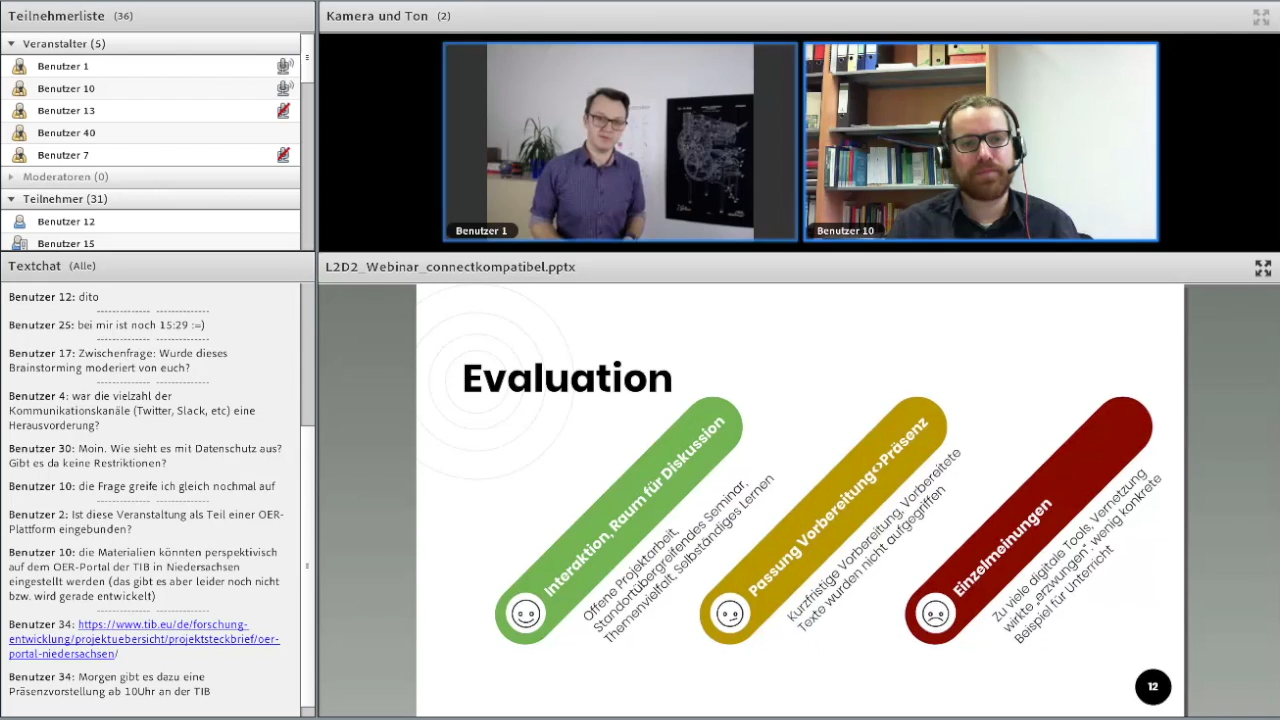 Teilnehmerliste (36)
Veranstalter (5)
Benutzer 1
Benutzer 10
Benutzer 13
Benutzer 40
Benutzer 7
Moderatoren (0)
Teilnehmer (31)
Benutzer 12
Benutzer 15
Textchat (Alle)
Benutzer 12: dito
Benutzer 25: bei mir ist noch 15:29 :=)
Benutzer 17: Zwischenfrage: Wurde dieses
Brainstorming moderiert von euch?
Benutzer 4: war die vielzahl der
Kommunikationskanäle (Twitter, Slack, etc) eine
Herausvorderung?
Benutzer 30: Moin. Wie sieht es mit Datenschutz aus?
Gibt es da keine Restriktionen?
Benutzer 10: die Frage greife ich gleich nochmal auf
Benutzer 2: Ist diese Veranstaltung als Teil einer OER-
Plattform eingebunden?
Benutzer 10: die Materialien könnten perspektivisch
auf dem OER-Portal der TIB in Niedersachsen
eingestellt werden (das gibt es aber leider noch nicht
bzw. wird gerade entwickelt)
Benutzer 34: https://www.tib.eu/de/forschung-
entwicklung/projektuebersicht/projektsteckbrief/oer-
portal-niedersachsen/
Benutzer 34: Morgen gibt es dazu eine
Präsenzvorstellung ab 10Uhr an der TIB
Kamera und Ton (2)
Benutzer 1
Benutzer 10
L2D2_Webinar_connectkompatibel.pptx
Evaluation
Interaktion, Raum für Diskussion
Offene Projektarbeit,
Standortübergreifendes Seminar,
Themenvielfalt, Selbständiges Lernen
Passung Vorbereitung<>Präsenz
Kurzfristige Vorbereitung, Vorbereitete
Texte wurden nicht aufgegriffen
Einzelmeinungen
Zu viele digitale Tools, Vernetzung
wirkte „erzwungen", wenig konkrete
Beispiel für Unterricht
12